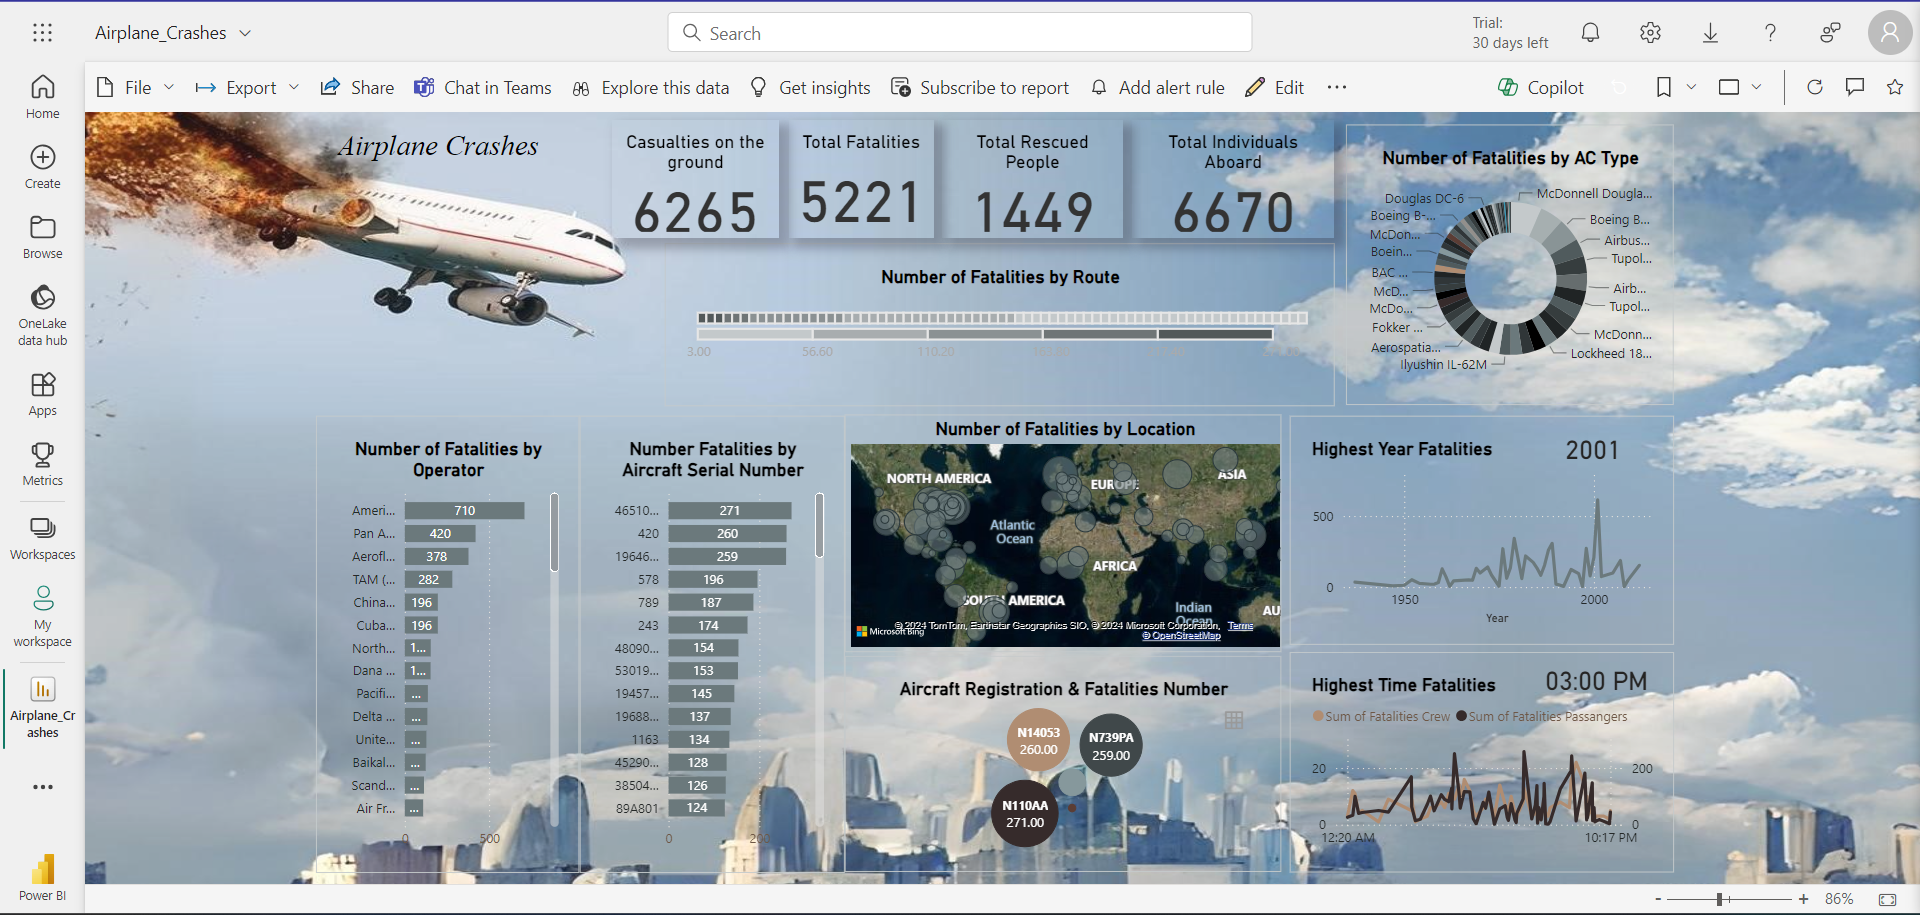 Airplane_Crashes
Search
Trial:
30 days left
File
Export
Share
Chat in Teams
Explore this data
Get insights
Subscribe to report
Add alert rule
Edit
Copilot
Home
Create
Browse
OneLake
data hub
Apps
Metrics
Workspaces
My
workspace
Airplane_Cr
ashes
Power BI
Airplane Crashes
Casualties on the
ground
6265
Total Fatalities
5221
Total Rescued
People
1449
Total Individuals
Aboard
6670
Number of Fatalities by Route
3.00
56.60
110.20
Number of Fatalities by AC Type
Douglas DC-6
Boeing B-...
McDon...
Boein...
BAC ...
McD...
McDo...
Fokker ...
Aerospatia...
Ilyushin IL-62M
McDonnell Dougla...
Boeing B...
Airbus...
Tupol...
Airb...
Tupol...
McDonn...
Lockheed 18...
Number of Fatalities by
Operator
Ameri... 710
Pan A... 420
Aerofl... 378
TAM (... 282
China... 196
Cuba... 196
North... 1...
Dana ... 1...
Pacifi... ...
Delta ... ...
Unite... ...
Baikal... ...
Scand... ...
Air Fr... ...
0 500
Number Fatalities by
Aircraft Serial Number
46510... 271
420 260
19646... 259
578 196
789 187
243 174
48090... 154
53019... 153
19457... 145
19688... 137
1163 134
45290... 128
38504... 126
89A801 124
0 200
Number of Fatalities by Location
NORTH AMERICA
EUROPE
ASIA
Atlantic
Ocean
AFRICA
SOUTH AMERICA
Indian
Ocean
AU
Microsoft Bing
© 2024 TomTom, Earthstar Geographics SIO, © 2024 Microsoft Corporation, Terms
© OpenStreetMap
Aircraft Registration & Fatalities Number
N14053
260.00
N739PA
259.00
N110AA
271.00
Highest Year Fatalities
2001
500
0
1950
2000
Year
Highest Time Fatalities
03:00 PM
Sum of Fatalities Crew
Sum of Fatalities Passangers
20
200
0
0
12:20 AM
10:17 PM
- + 86%